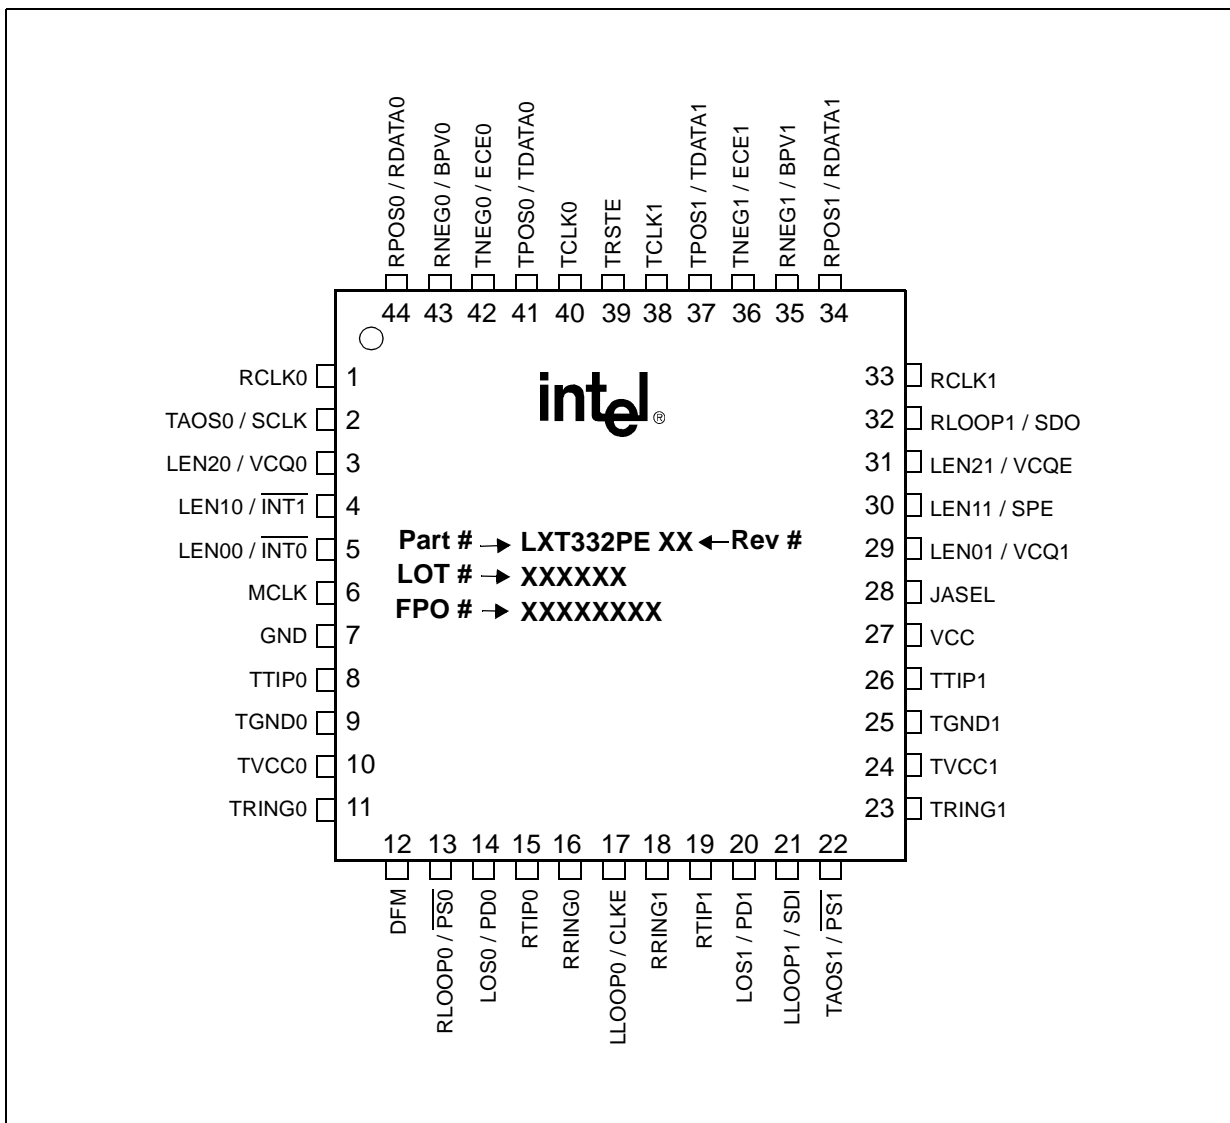 RPOS0 / RDATA0
RNEG0 / BPV0
TNEG0 / ECE0
TPOS0 / TDATA0
TCLK0
TRSTE
TCLK1
TPOS1 / TDATA1
TNEG1 / ECE1
RNEG1 / BPV1
RPOS1 / RDATA1
44 43 42 41 40 39 38 37 36 35 34
RCLK0 1
TAOS0 / SCLK 2
LEN20 / VCQ0 3
LEN10 / INT1 4
LEN00 / INT0 5
MCLK 6
GND 7
TTIP0 8
TGND0 9
TVCC0 10
TRING0 11
intel®
Part # → LXT332PE XX ← Rev #
LOT # → XXXXXX
FPO # → XXXXXXXX
33 RCLK1
32 RLOOP1 / SDO
31 LEN21 / VCQE
30 LEN11 / SPE
29 LEN01 / VCQ1
28 JASEL
27 VCC
26 TTIP1
25 TGND1
24 TVCC1
23 TRING1
12 13 14 15 16 17 18 19 20 21 22
DFM
RLOOP0 / PS0
LOS0 / PD0
RTIP0
RRING0
LLOOP0 / CLKE
RRING1
RTIP1
LOS1 / PD1
LLOOP1 / SDI
TAOS1 / PS1